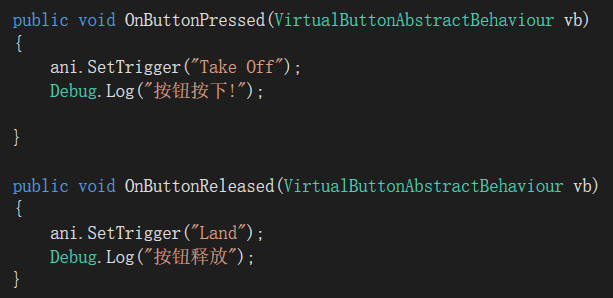 public void OnButtonPressed(VirtualButtonAbstractBehaviour vb)
{
    ani.SetTrigger("Take Off");
    Debug.Log("按钮按下!");
}
public void OnButtonReleased(VirtualButtonAbstractBehaviour vb)
{
    ani.SetTrigger("Land");
    Debug.Log("按钮释放");
}